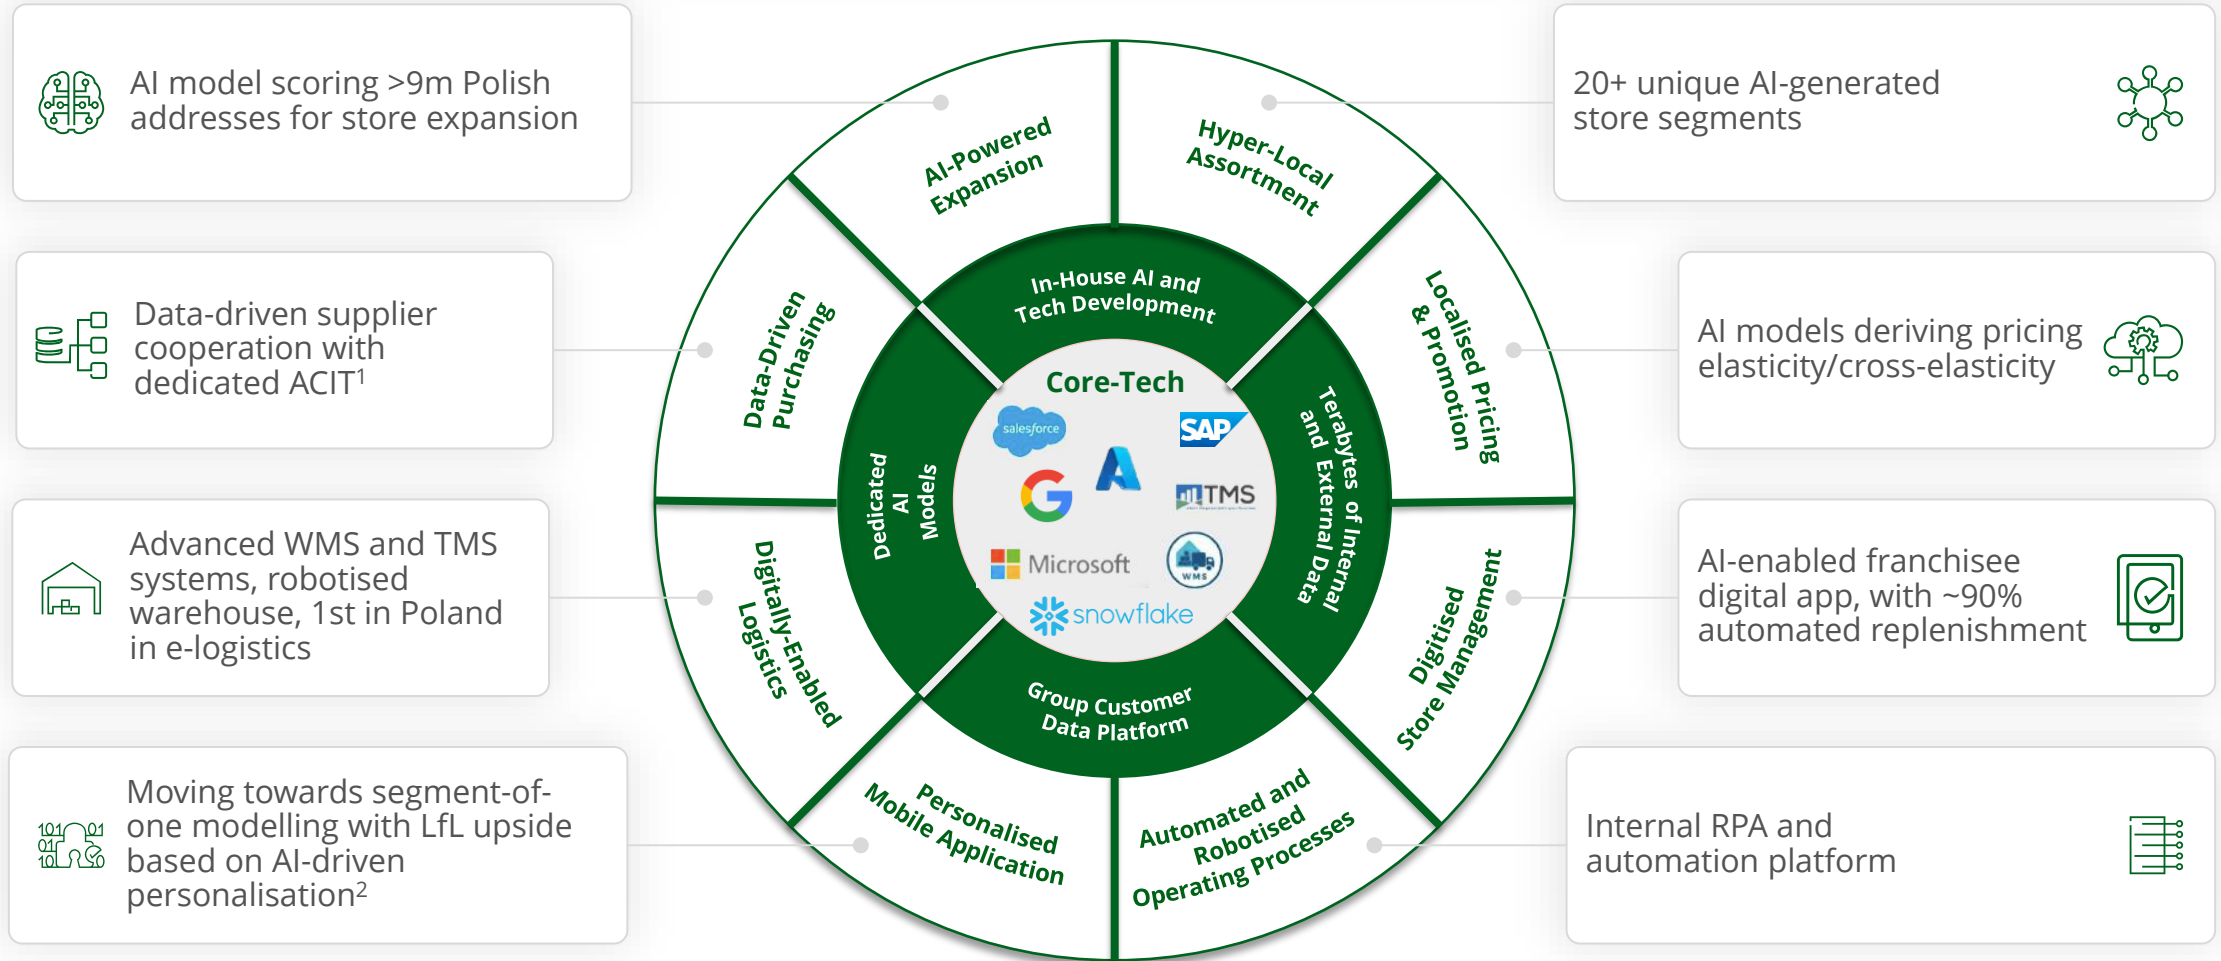 AI model scoring >9m Polish
addresses for store expansion
Data-driven supplier
cooperation with
dedicated ACIT¹
Advanced WMS and TMS
systems, robotised
warehouse, 1st in Poland
in e-logistics
Moving towards segment-of-
one modelling with LfL upside
based on AI-driven
personalisation²
AI-Powered
Expansion
Hyper-Local
Assortment
Data-Driven
Purchasing
Localised Pricing
& Promotion
Digitally-Enabled
Logistics
Digitised
Store Management
Personalised
Mobile Application
Automated and
Robotised
Operating Processes
In-House AI and
Tech Development
Dedicated
AI
Models
Terabytes of Internal
and External Data
Group Customer
Data Platform
Core-Tech
salesforce
SAP
G
TMS
Microsoft
WMS
snowflake
20+ unique AI-generated
store segments
AI models deriving pricing
elasticity/cross-elasticity
AI-enabled franchisee
digital app, with ~90%
automated replenishment
Internal RPA and
automation platform
101 01
01
10